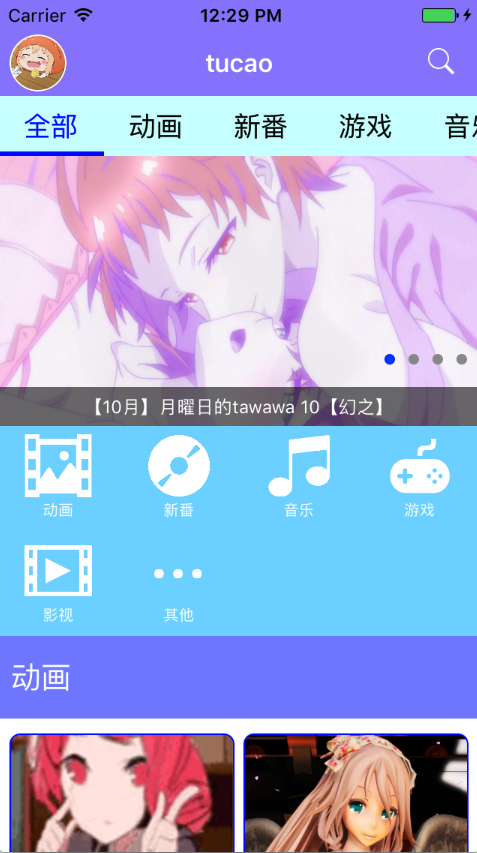 Carrier 12:29 PM
tucao
全部 动画 新番 游戏 音乐
【10月】月曜日的tawawa 10【幻之】
动画 新番 音乐 游戏
影视 其他
动画